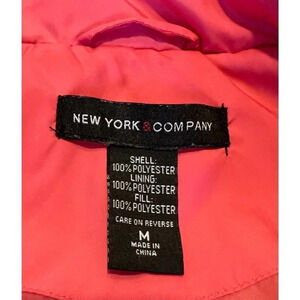 NEW YORK & COMPANY
SHELL:
100% POLYESTER
LINING:
100% POLYESTER
FILL:
100% POLYESTER
CARE ON REVERSE
M
MADE IN
CHINA